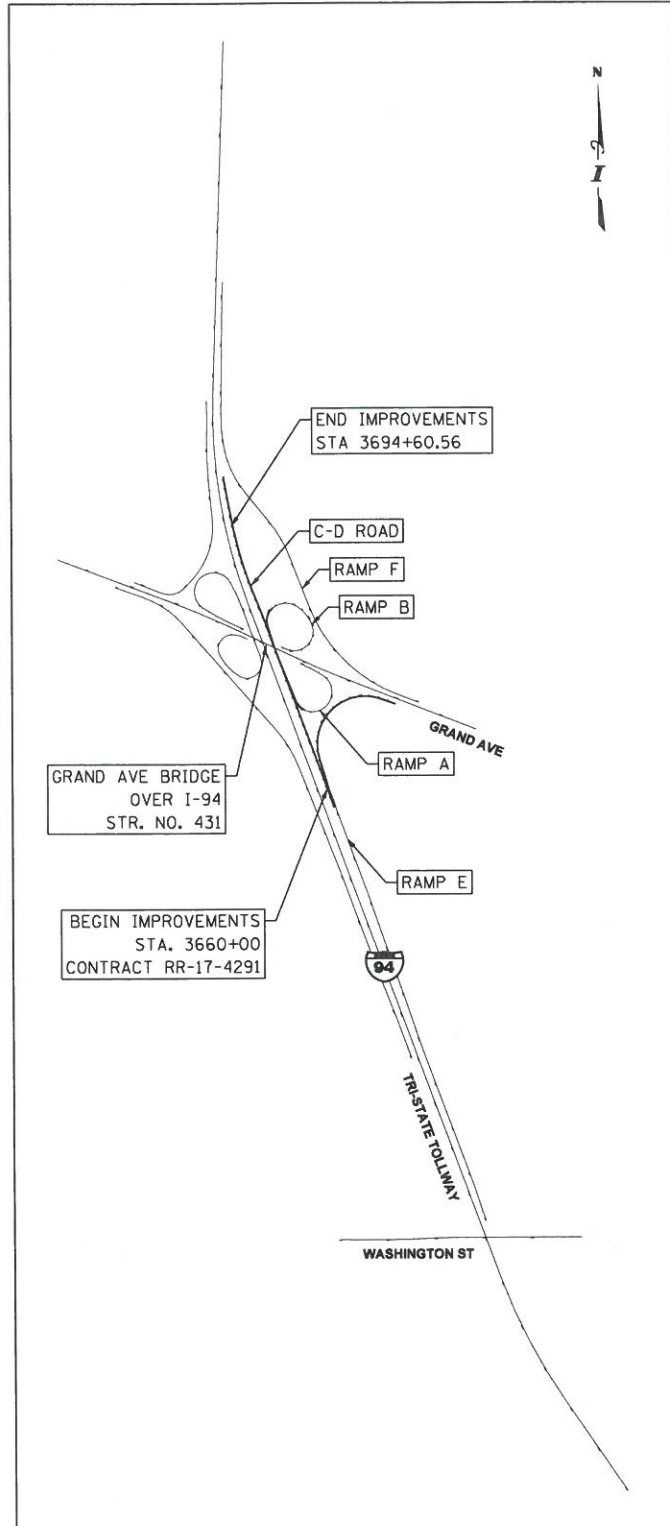 N
END IMPROVEMENTS
STA 3694+60.56
C-D ROAD
RAMP F
RAMP B
GRAND AVE
RAMP A
GRAND AVE BRIDGE
OVER I-94
STR. NO. 431
RAMP E
BEGIN IMPROVEMENTS
STA. 3660+00
CONTRACT RR-17-4291
94
TRI-STATE TOLLWAY
WASHINGTON ST